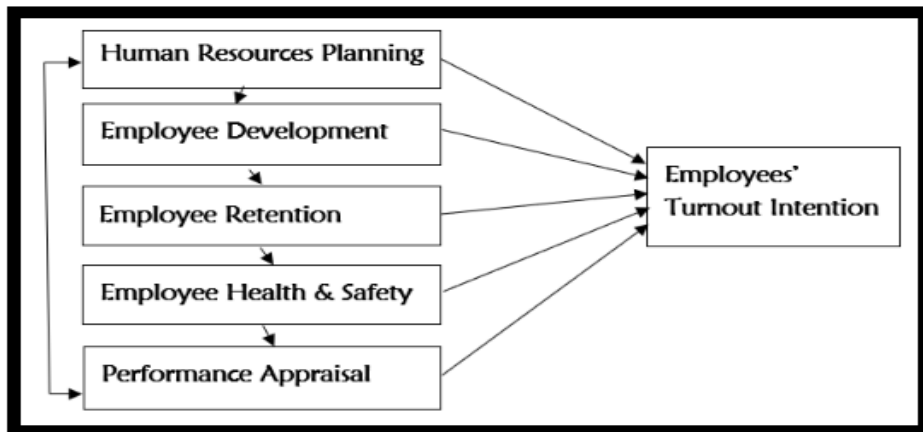 Human Resources Planning
Employee Development
Employee Retention
Employee Health & Safety
Performance Appraisal
Employees'
Turnout Intention